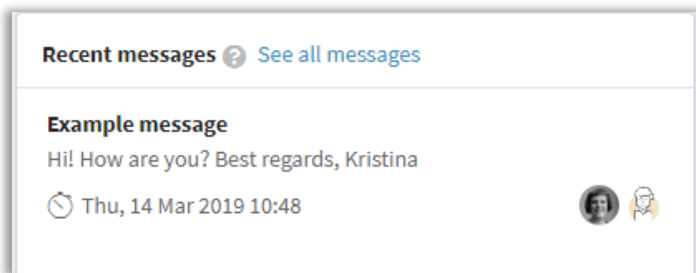 Recent messages ? See all messages
Example message
Hi! How are you? Best regards, Kristina
Thu, 14 Mar 2019 10:48